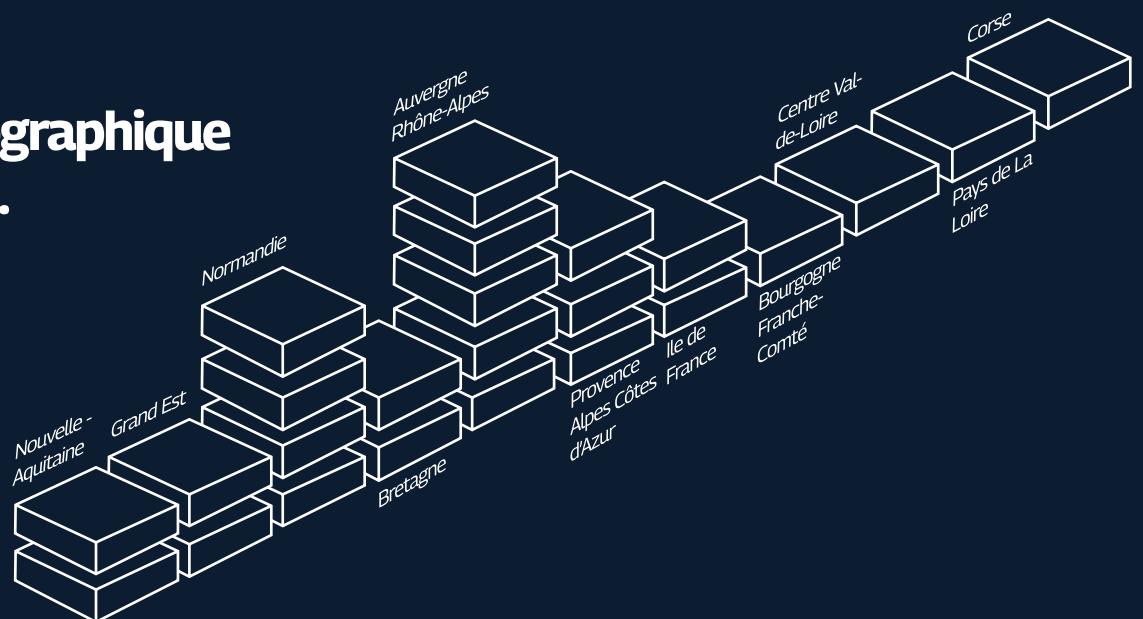 graphique
.
Nouvelle -
Aquitaine
Grand Est
Normandie
Bretagne
Auvergne
Rhône-Alpes
Provence
Alpes Côtes
d'Azur
Ile de
France
Bourgogne
Franche-
Comté
Centre Val-
de-Loire
Pays de La
Loire
Corse